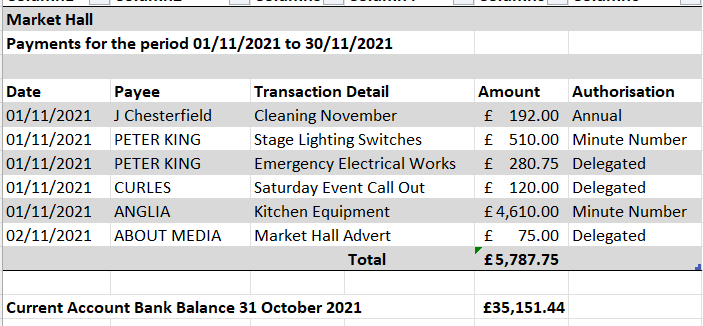 Market Hall
Payments for the period 01/11/2021 to 30/11/2021
Date Payee Transaction Detail Amount Authorisation
01/11/2021 J Chesterfield Cleaning November £ 192.00 Annual
01/11/2021 PETER KING Stage Lighting Switches £ 510.00 Minute Number
01/11/2021 PETER KING Emergency Electrical Works £ 280.75 Delegated
01/11/2021 CURLES Saturday Event Call Out £ 120.00 Delegated
01/11/2021 ANGLIA Kitchen Equipment £ 4,610.00 Minute Number
02/11/2021 ABOUT MEDIA Market Hall Advert £ 75.00 Delegated
Total £5,787.75
Current Account Bank Balance 31 October 2021 £35,151.44